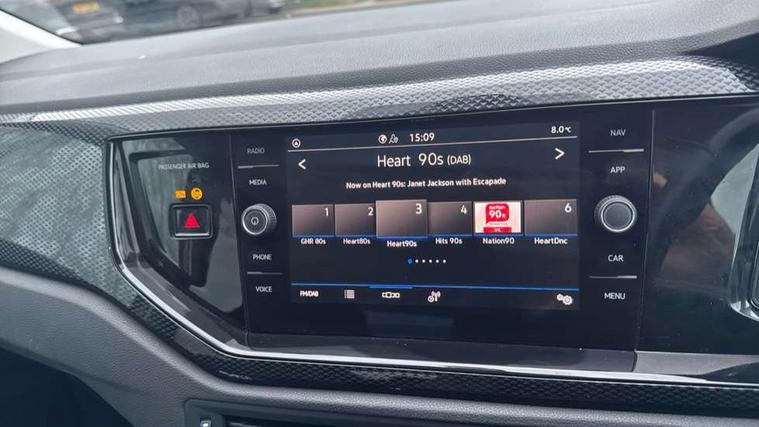 PASSENGER AIR BAG
RADIO
MEDIA
PHONE
VOICE
15:09
8.0°C
< Heart 90s (DAB) >
Now on Heart 90s: Janet Jackson with Escapade
1 2 3 4 6
90s
GHR 80s Heart80s Heart90s Hits 90s Nation90 HeartDnc
FM/DAB
NAV
APP
CAR
MENU